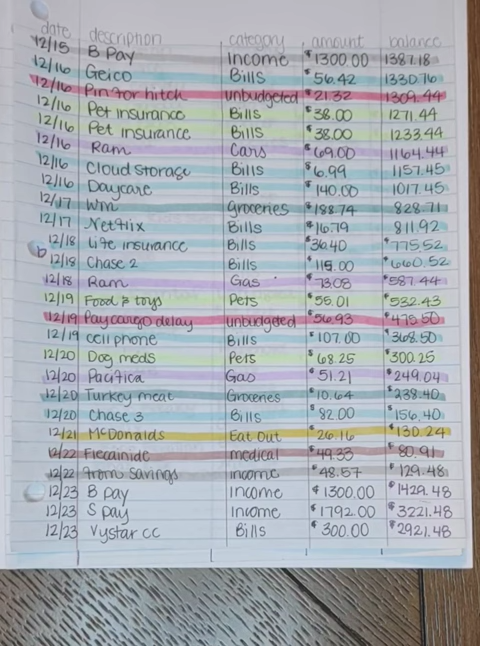 date description category amount balance
12/15 B Pay Income $1300.00 1387.18
12/16 Geico Bills $56.42 1330.76
12/16 Pin for hitch unbudgeted $21.32 1309.44
12/16 Pet insurance Bills $38.00 1271.44
12/16 Pet insurance Bills $38.00 1233.44
12/16 Ram Cars $69.00 1164.44
12/16 Cloud storage Bills $6.99 1157.45
12/16 Daycare Bills $140.00 1017.45
12/17 Wm groceries $188.74 828.71
12/17 Netflix Bills $16.79 811.92
12/18 Life insurance Bills $36.40 $775.52
12/18 Chase 2 Bills $115.00 $660.52
12/18 Ram Gas $73.08 $587.44
12/19 Food & toys Pets $55.01 $532.43
12/19 Paycargo delay unbudgeted $56.93 $475.50
12/19 cell phone Bills $107.00 $368.50
12/20 Dog meds Pets $68.25 $300.25
12/20 Pacifica Gas $51.21 $249.04
12/20 Turkey meat Groceries $10.64 $238.40
12/20 Chase 3 Bills $82.00 $156.40
12/21 McDonalds Eat Out $26.16 $130.24
12/22 Flecainide medical $49.33 $80.91
12/22 from Savings income $48.57 $129.48
12/23 B pay Income $1300.00 $1429.48
12/23 S pay Income $1792.00 $3221.48
12/23 Vystar cc Bills $300.00 $2921.48